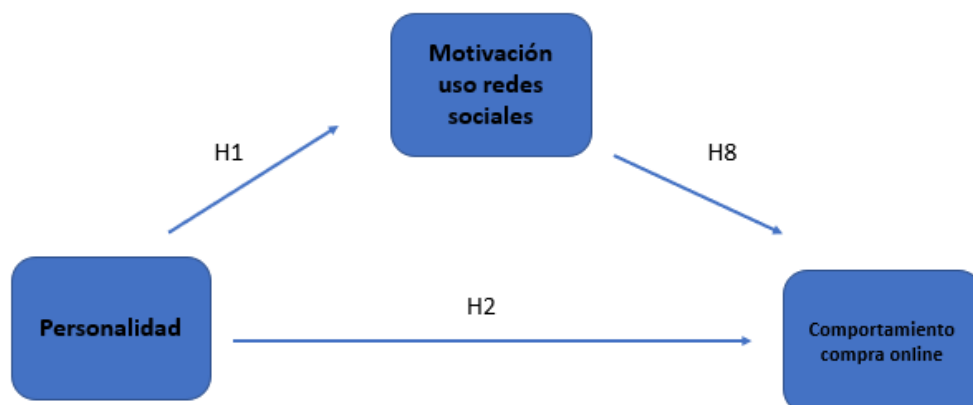 Motivación
uso redes
sociales
H1
H8
Personalidad
H2
Comportamiento
compra online